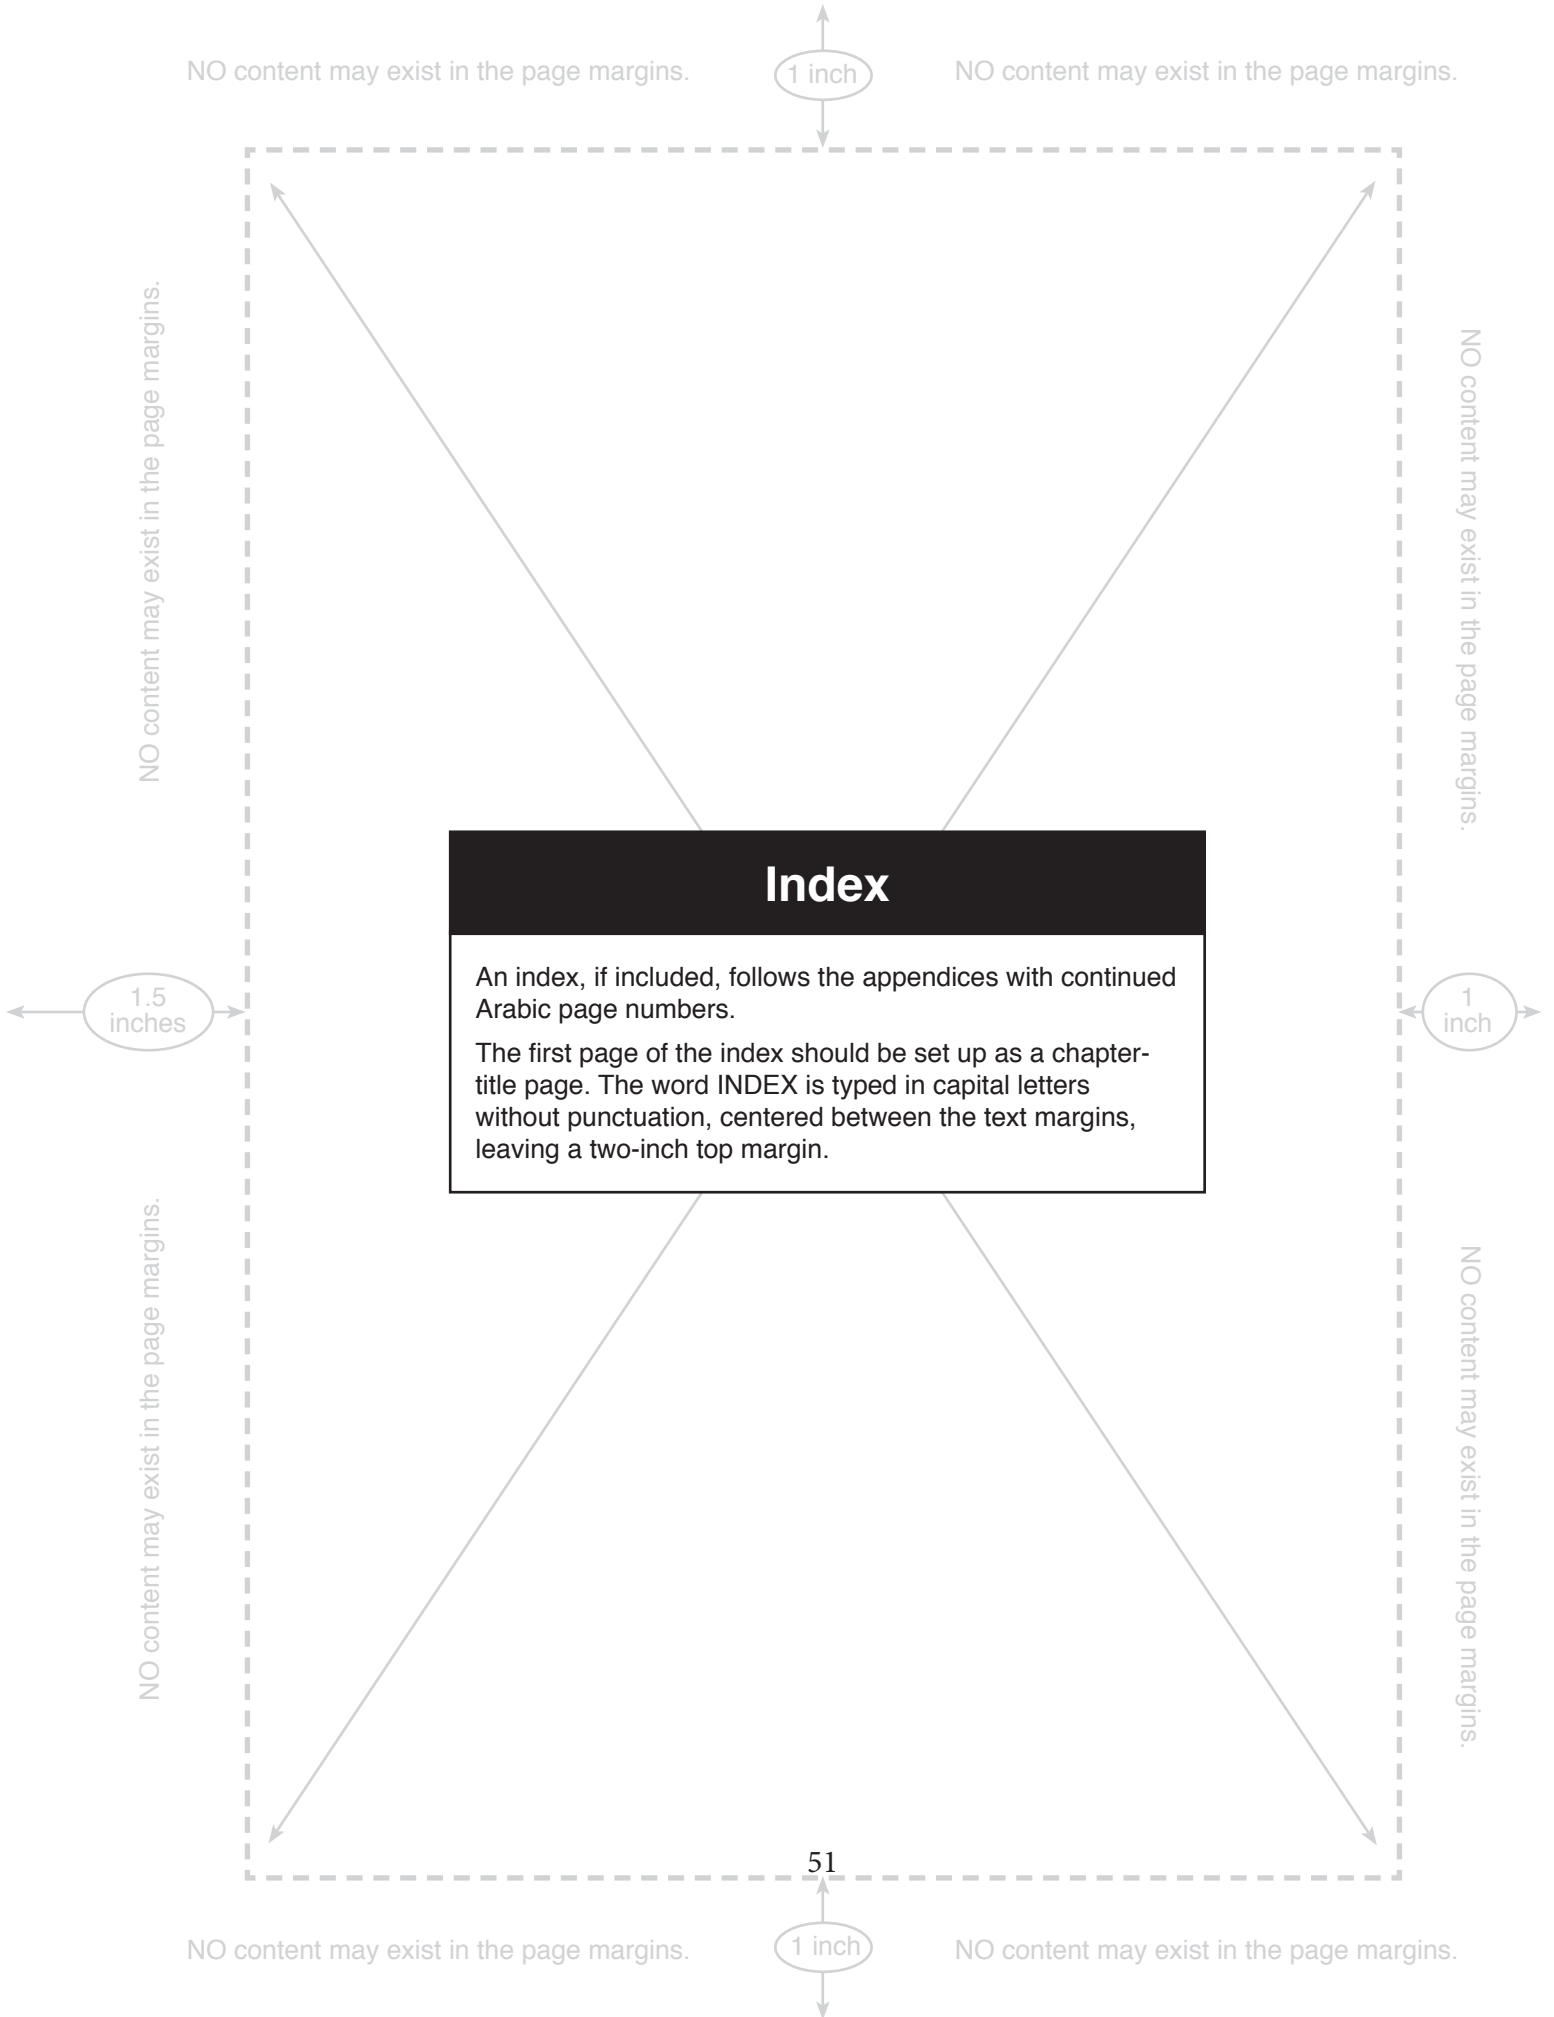 NO content may exist in the page margins.
1 inch
NO content may exist in the page margins.
NO content may exist in the page margins.
NO content may exist in the page margins.
Index
An index, if included, follows the appendices with continued
Arabic page numbers.
The first page of the index should be set up as a chapter-
title page. The word INDEX is typed in capital letters
without punctuation, centered between the text margins,
leaving a two-inch top margin.
1.5
inches
1
inch
NO content may exist in the page margins.
NO content may exist in the page margins.
51
NO content may exist in the page margins.
1 inch
NO content may exist in the page margins.